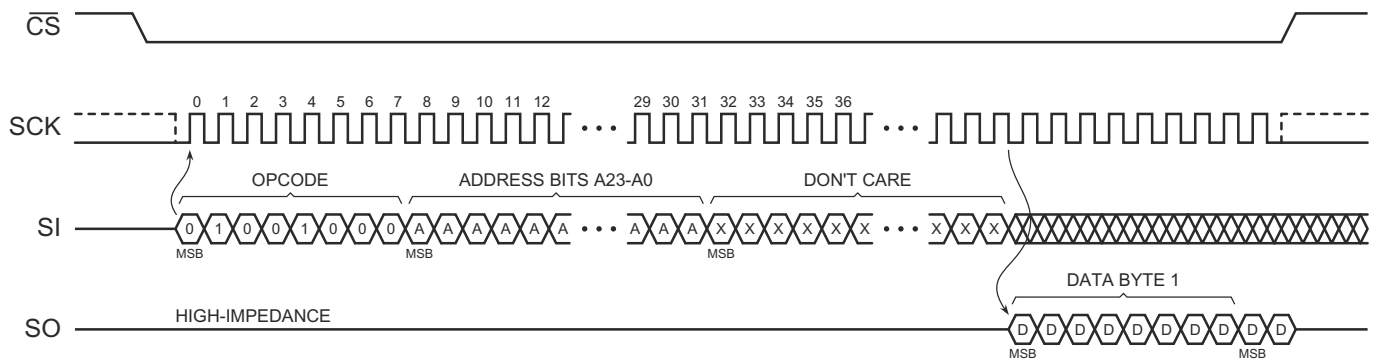 CS
0 1 2 3 4 5 6 7 8 9 10 11 12 29 30 31 32 33 34 35 36
SCK
OPCODE ADDRESS BITS A23-A0 DON'T CARE
SI 0 1 0 0 1 0 0 0 A A A A A A A A A X X X X X X X X X
MSB MSB MSB
DATA BYTE 1
HIGH-IMPEDANCE
SO D D D D D D D D D D
MSB MSB